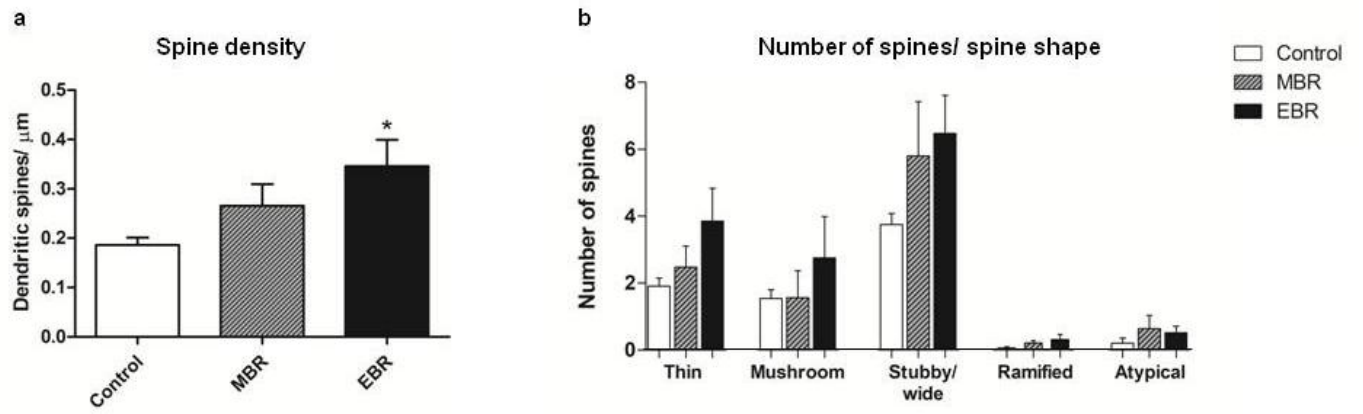 a
Spine density
Dendritic spines/ μm
0.5
0.4
0.3
0.2
0.1
0.0
*
Control
MBR
EBR
b
Number of spines/ spine shape
Number of spines
8
6
4
2
0
Thin
Mushroom
Stubby/
wide
Ramified
Atypical
Control
MBR
EBR